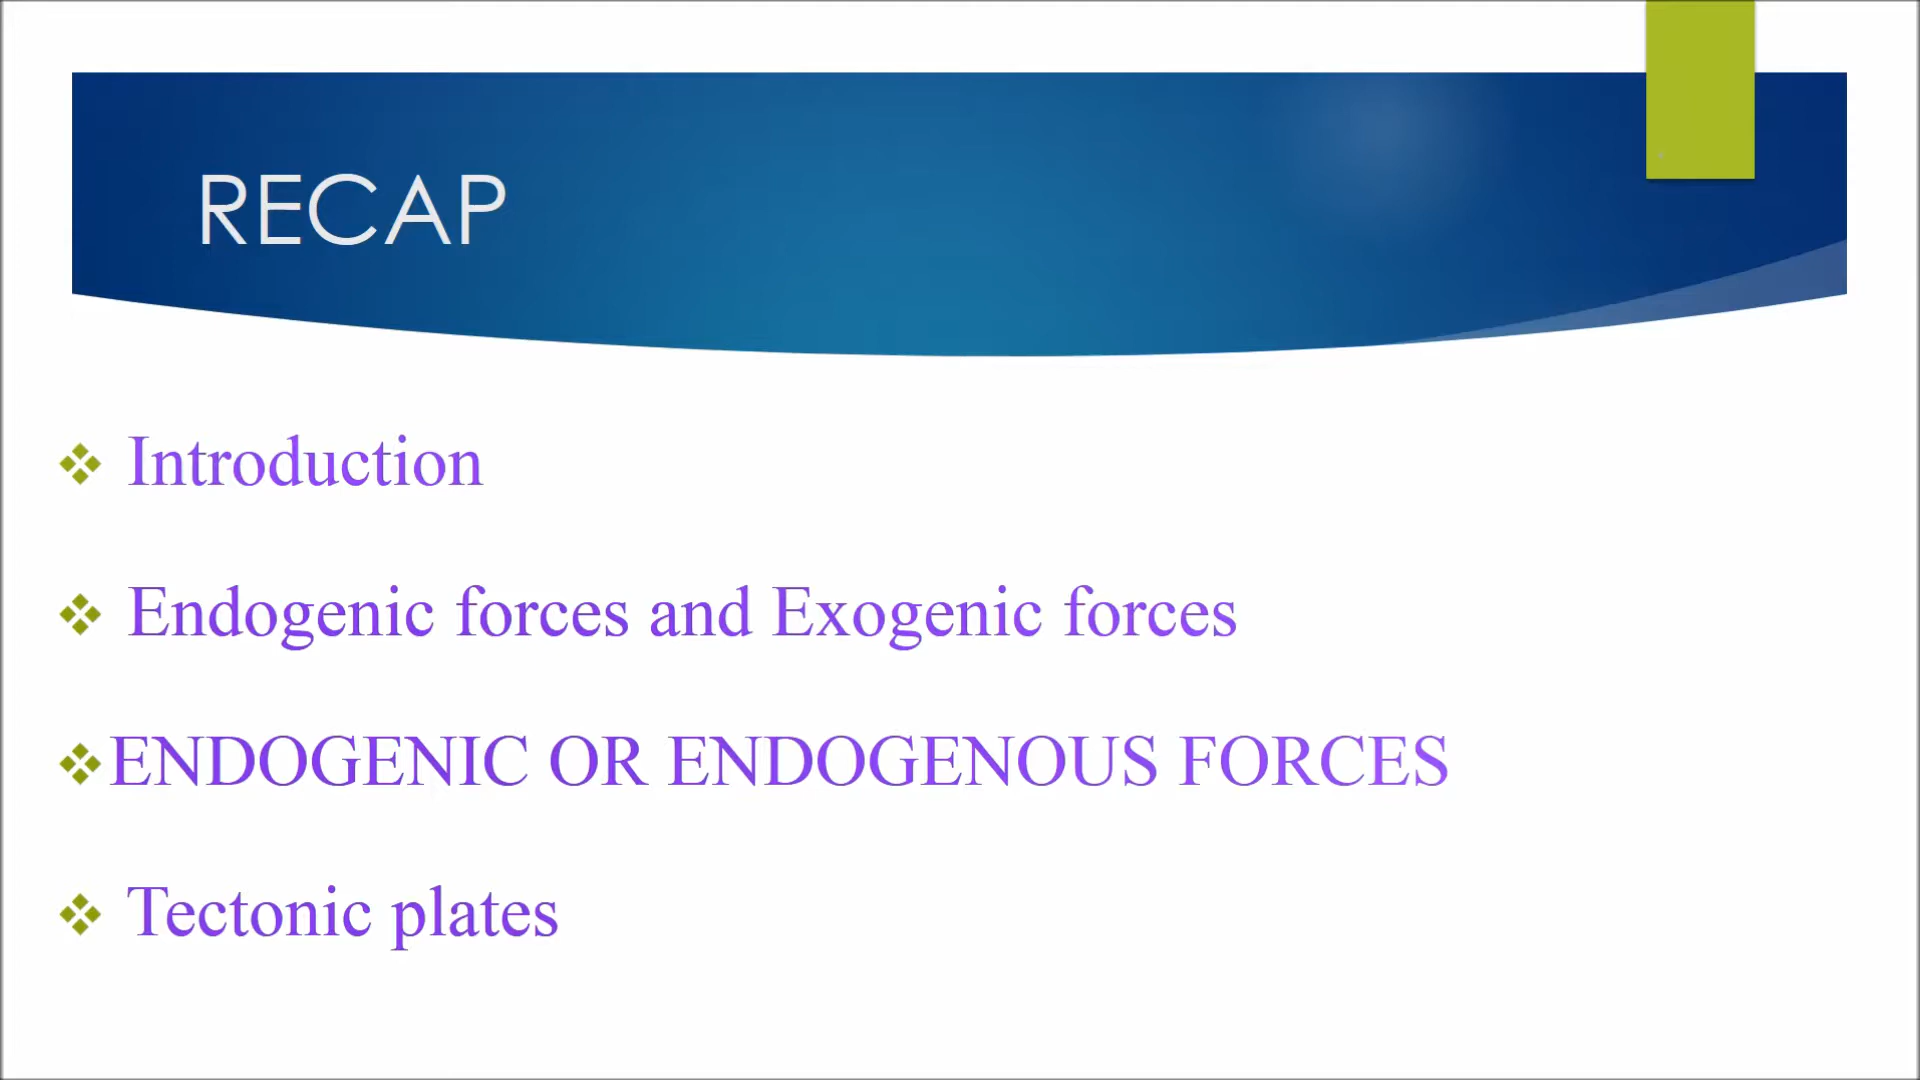 RECAP
Introduction
Endogenic forces and Exogenic forces
ENDOGENIC OR ENDOGENOUS FORCES
Tectonic plates